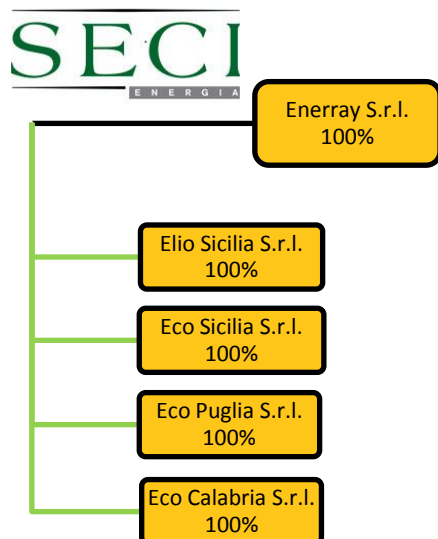 SECI
ENERGIA
Enerray S.r.l.
100%
Elio Sicilia S.r.l.
100%
Eco Sicilia S.r.l.
100%
Eco Puglia S.r.l.
100%
Eco Calabria S.r.l.
100%